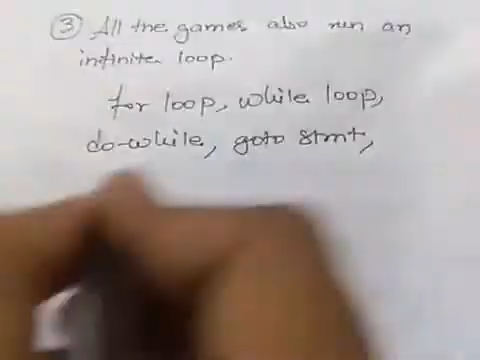 ③ All the games also run an
infinite loop.
for loop, while loop,
do-while, goto stmt,